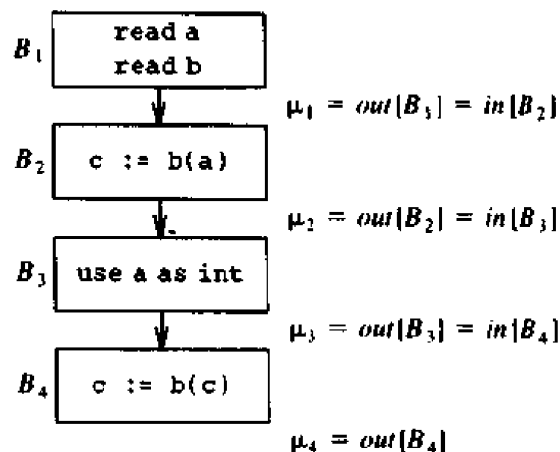 B1
read a
read b
μ1 = out[B1] = in[B2]
B2
c := b(a)
μ2 = out[B2] = in[B3]
B3
use a as int
μ3 = out[B3] = in[B4]
B4
c := b(c)
μ4 = out[B4]